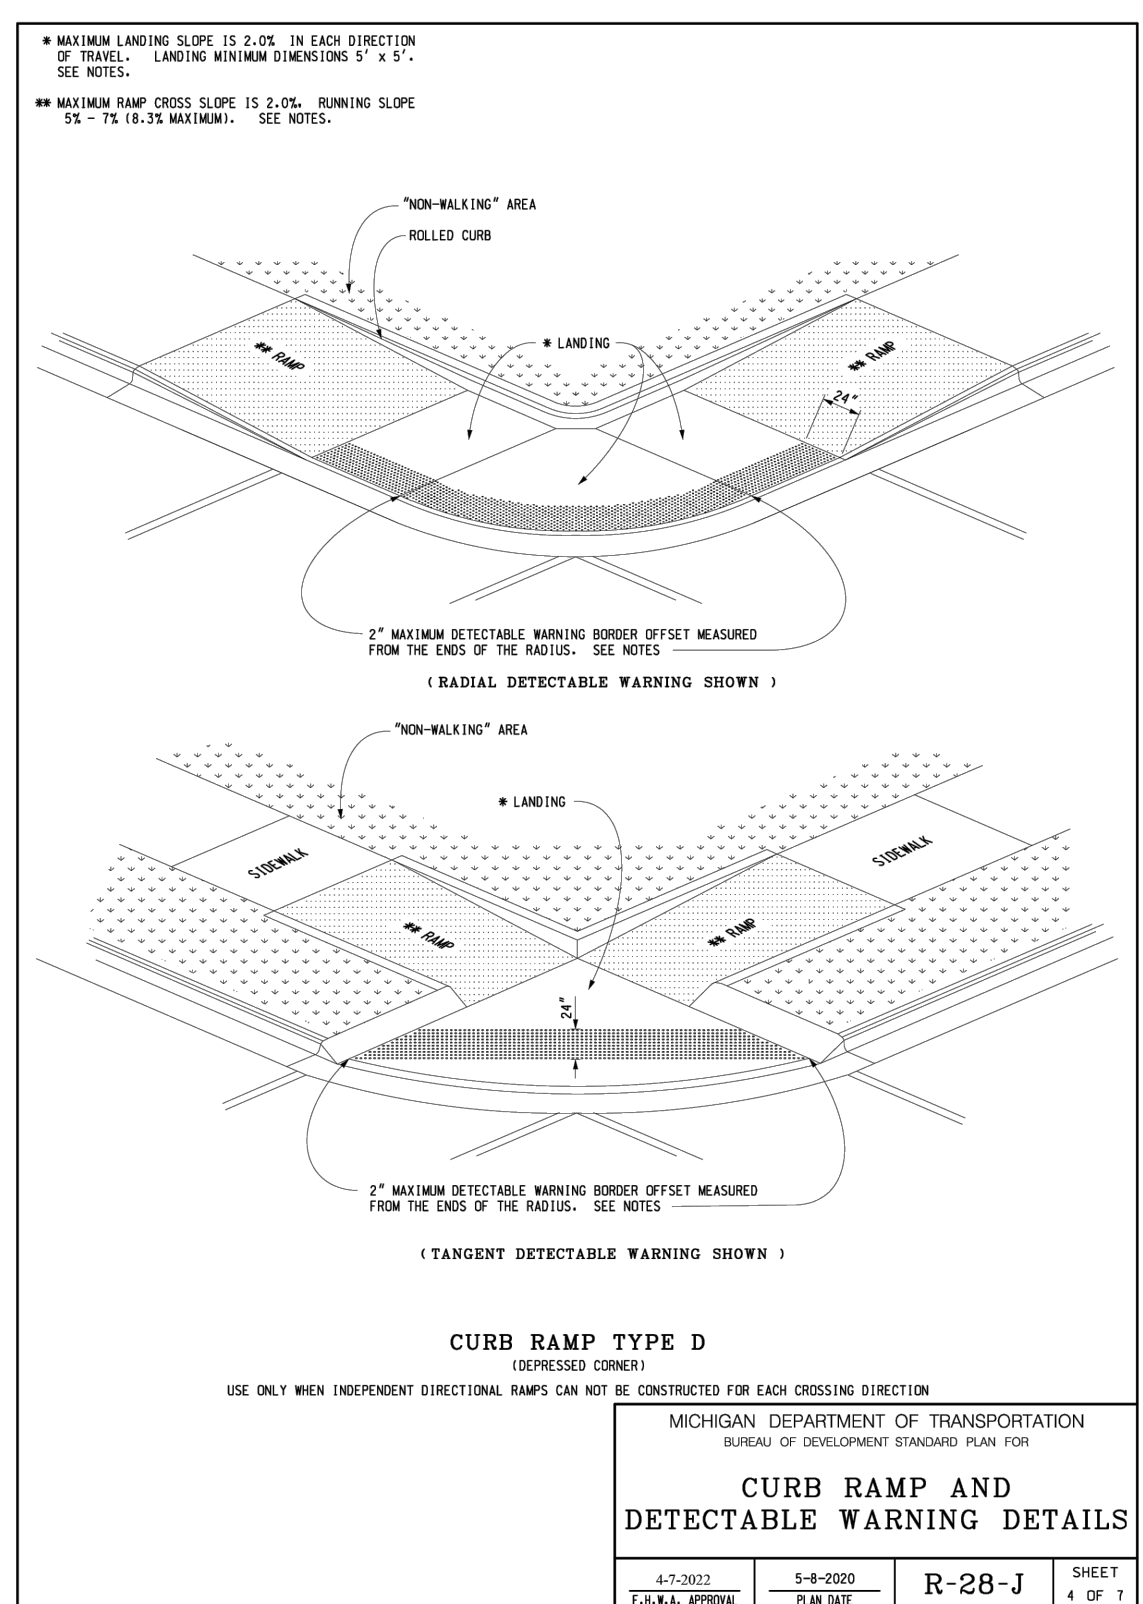 * MAXIMUM LANDING SLOPE IS 2.0% IN EACH DIRECTION
OF TRAVEL. LANDING MINIMUM DIMENSIONS 5' x 5'.
SEE NOTES.
** MAXIMUM RAMP CROSS SLOPE IS 2.0%. RUNNING SLOPE
5% - 7% (8.3% MAXIMUM). SEE NOTES.
"NON-WALKING" AREA
ROLLED CURB
* LANDING
** RAMP
** RAMP
24"
2" MAXIMUM DETECTABLE WARNING BORDER OFFSET MEASURED
FROM THE ENDS OF THE RADIUS. SEE NOTES
( RADIAL DETECTABLE WARNING SHOWN )
"NON-WALKING" AREA
* LANDING
SIDEWALK
SIDEWALK
** RAMP
** RAMP
24"
2" MAXIMUM DETECTABLE WARNING BORDER OFFSET MEASURED
FROM THE ENDS OF THE RADIUS. SEE NOTES
( TANGENT DETECTABLE WARNING SHOWN )
CURB RAMP TYPE D
(DEPRESSED CORNER)
USE ONLY WHEN INDEPENDENT DIRECTIONAL RAMPS CAN NOT BE CONSTRUCTED FOR EACH CROSSING DIRECTION
MICHIGAN DEPARTMENT OF TRANSPORTATION
BUREAU OF DEVELOPMENT STANDARD PLAN FOR
CURB RAMP AND
DETECTABLE WARNING DETAILS
4-7-2022
F.H.W.A. APPROVAL
5-8-2020
PLAN DATE
R-28-J
SHEET
4 OF 7